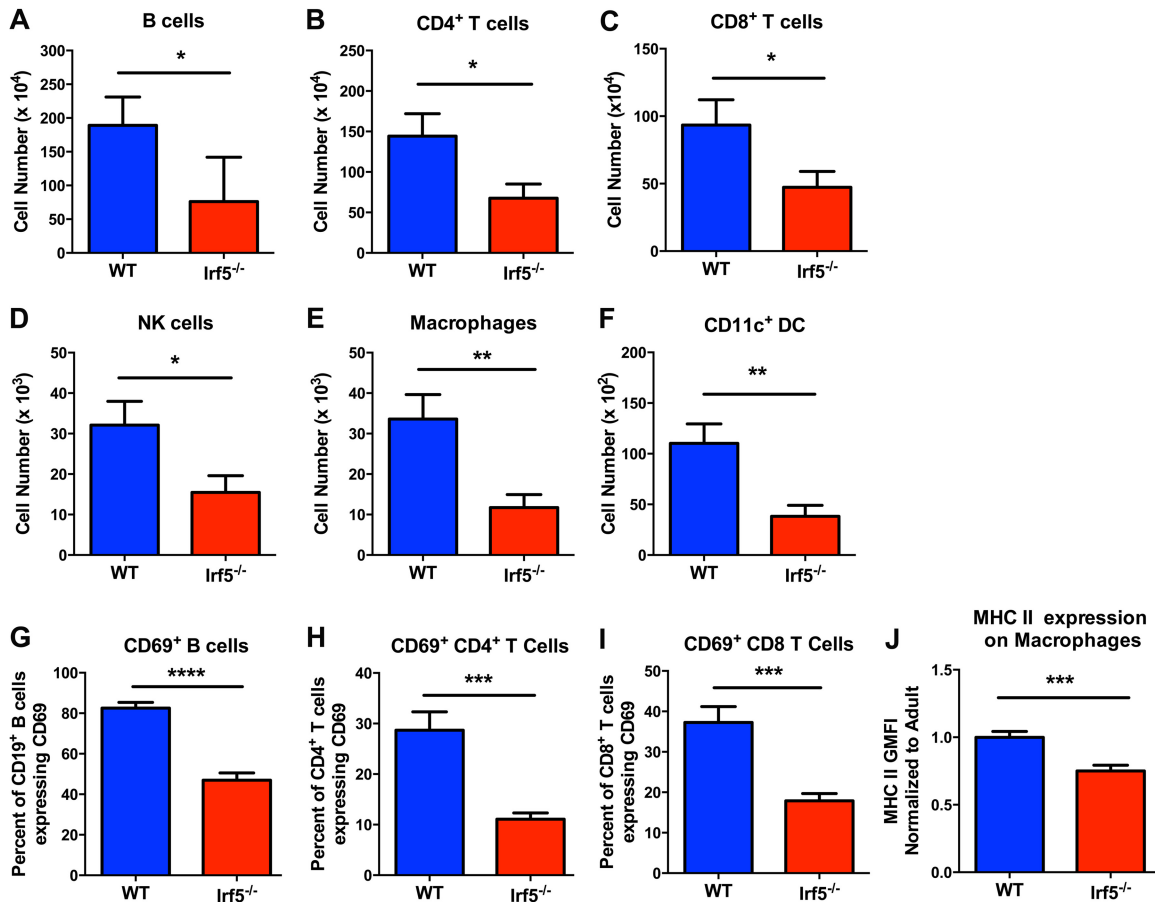 A
B cells
Cell Number (x 10⁴)
300
250
200
150
100
50
0
*
WT
Irf5⁻/⁻
B
CD4⁺ T cells
Cell Number (x 10⁴)
250
200
150
100
50
0
*
WT
Irf5⁻/⁻
C
CD8⁺ T cells
Cell Number (x10⁴)
150
100
50
0
*
WT
Irf5⁻/⁻
D
NK cells
Cell Number (x 10³)
50
40
30
20
10
0
*
WT
Irf5⁻/⁻
E
Macrophages
Cell Number (x 10³)
50
40
30
20
10
0
**
WT
Irf5⁻/⁻
F
CD11c⁺ DC
Cell Number (x 10²)
200
150
100
50
0
**
WT
Irf5⁻/⁻
G
CD69⁺ B cells
Percent of CD19⁺ B cells
expressing CD69
100
80
60
40
20
0
****
WT
Irf5⁻/⁻
H
CD69⁺ CD4⁺ T Cells
Percent of CD4⁺ T cells
expressing CD69
40
30
20
10
0
***
WT
Irf5⁻/⁻
I
CD69⁺ CD8 T Cells
Percent of CD8⁺ T cells
expressing CD69
50
40
30
20
10
0
***
WT
Irf5⁻/⁻
J
MHC II expression
on Macrophages
MHC II GMFI
Normalized to Adult
1.5
1.0
0.5
0.0
***
WT
Irf5⁻/⁻